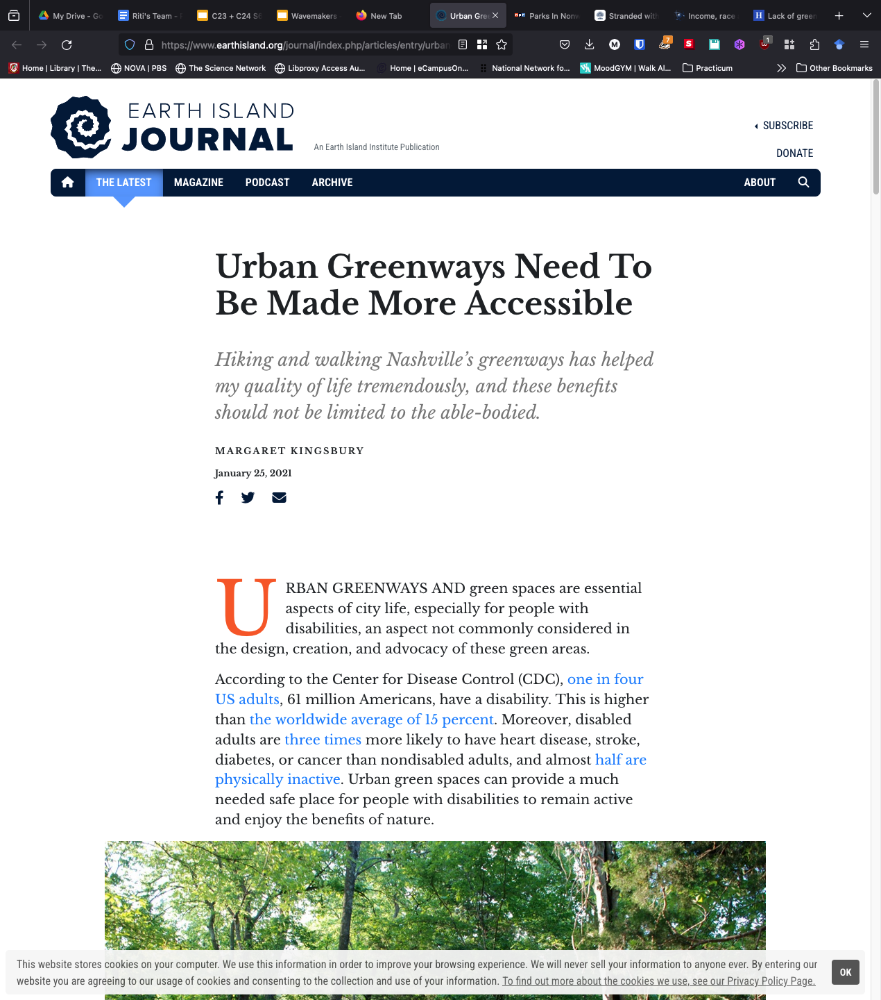 My Drive - Go
Riti's Team -
C23 + C24 S
Wavemakers
New Tab
Urban Gre
Parks In Nonw
Stranded with
Income, race
Lack of green
https://www.earthisland.org/journal/index.php/articles/entry/urban
7
1
Home | Library | The...
NOVA | PBS
The Science Network
Libproxy Access Au...
Home | eCampusOn...
National Network fo...
MoodGYM | Walk Al...
Practicum
Other Bookmarks
EARTH ISLAND
JOURNAL
An Earth Island Institute Publication
SUBSCRIBE
DONATE
THE LATEST
MAGAZINE
PODCAST
ARCHIVE
ABOUT
Urban Greenways Need To
Be Made More Accessible
Hiking and walking Nashville’s greenways has helped
my quality of life tremendously, and these benefits
should not be limited to the able-bodied.
MARGARET KINGSBURY
January 25, 2021
URBAN GREENWAYS AND green spaces are essential
aspects of city life, especially for people with
disabilities, an aspect not commonly considered in
the design, creation, and advocacy of these green areas.
According to the Center for Disease Control (CDC), one in four
US adults, 61 million Americans, have a disability. This is higher
than the worldwide average of 15 percent. Moreover, disabled
adults are three times more likely to have heart disease, stroke,
diabetes, or cancer than nondisabled adults, and almost half are
physically inactive. Urban green spaces can provide a much
needed safe place for people with disabilities to remain active
and enjoy the benefits of nature.
This website stores cookies on your computer. We use this information in order to improve your browsing experience. We will never sell your information to anyone ever. By entering our
website you are agreeing to our usage of cookies and consenting to the collection and use of your information. To find out more about the cookies we use, see our Privacy Policy Page.
OK